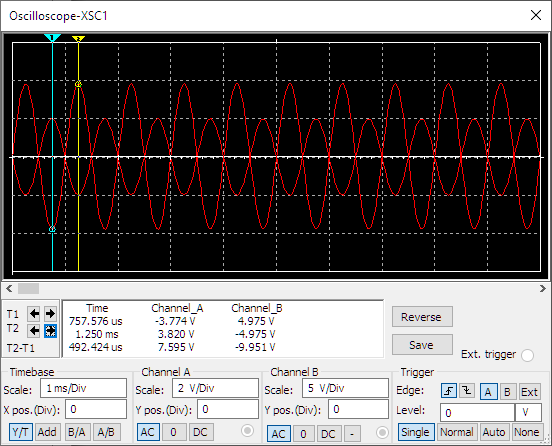 Oscilloscope-XSC1
1 2
T1
T2
T2-T1
Time Channel_A Channel_B
757.576 us -3.774 V 4.975 V
1.250 ms 3.820 V -4.975 V
492.424 us 7.595 V -9.951 V
Reverse
Save
Ext. trigger
Timebase
Scale: 1 ms/Div
X pos.(Div): 0
Y/T Add B/A A/B
Channel A
Scale: 2 V/Div
Y pos.(Div): 0
AC 0 DC
Channel B
Scale: 5 V/Div
Y pos.(Div): 0
AC 0 DC -
Trigger
Edge: A B Ext
Level: 0 V
Single Normal Auto None